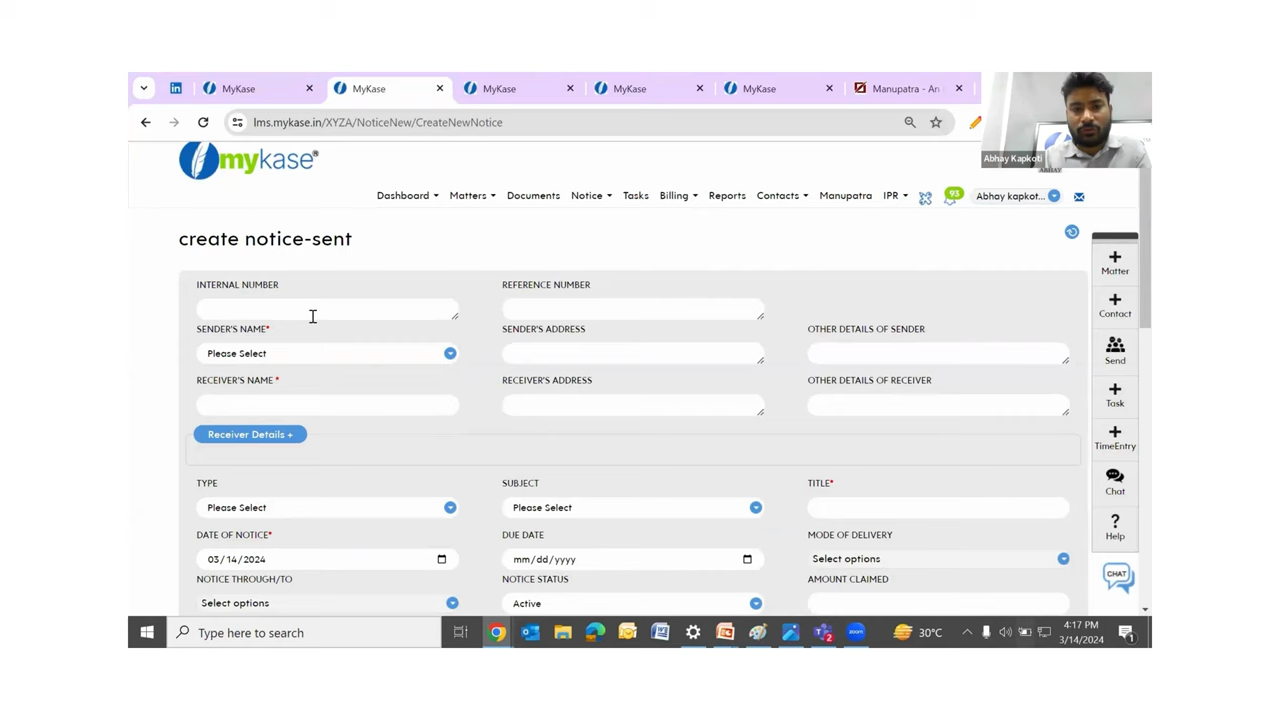 MyKase
MyKase
MyKase
MyKase
MyKase
Manupatra - An
lms.mykase.in/XYZA/NoticeNew/CreateNewNotice
Abhay Kapkoti
mykase®
Dashboard Matters Documents Notice Tasks Billing Reports Contacts Manupatra IPR 93 Abhay kapkot...
create notice-sent
INTERNAL NUMBER REFERENCE NUMBER
SENDER'S NAME* SENDER'S ADDRESS OTHER DETAILS OF SENDER
Please Select
RECEIVER'S NAME * RECEIVER'S ADDRESS OTHER DETAILS OF RECEIVER
Receiver Details +
TYPE SUBJECT TITLE*
Please Select Please Select
DATE OF NOTICE* DUE DATE MODE OF DELIVERY
03/14/2024 mm/dd/yyyy Select options
NOTICE THROUGH/TO NOTICE STATUS AMOUNT CLAIMED
Select options Active
+
Matter
+
Contact
Send
+
Task
+
TimeEntry
Chat
?
Help
CHAT
Type here to search
30°C
4:17 PM
3/14/2024